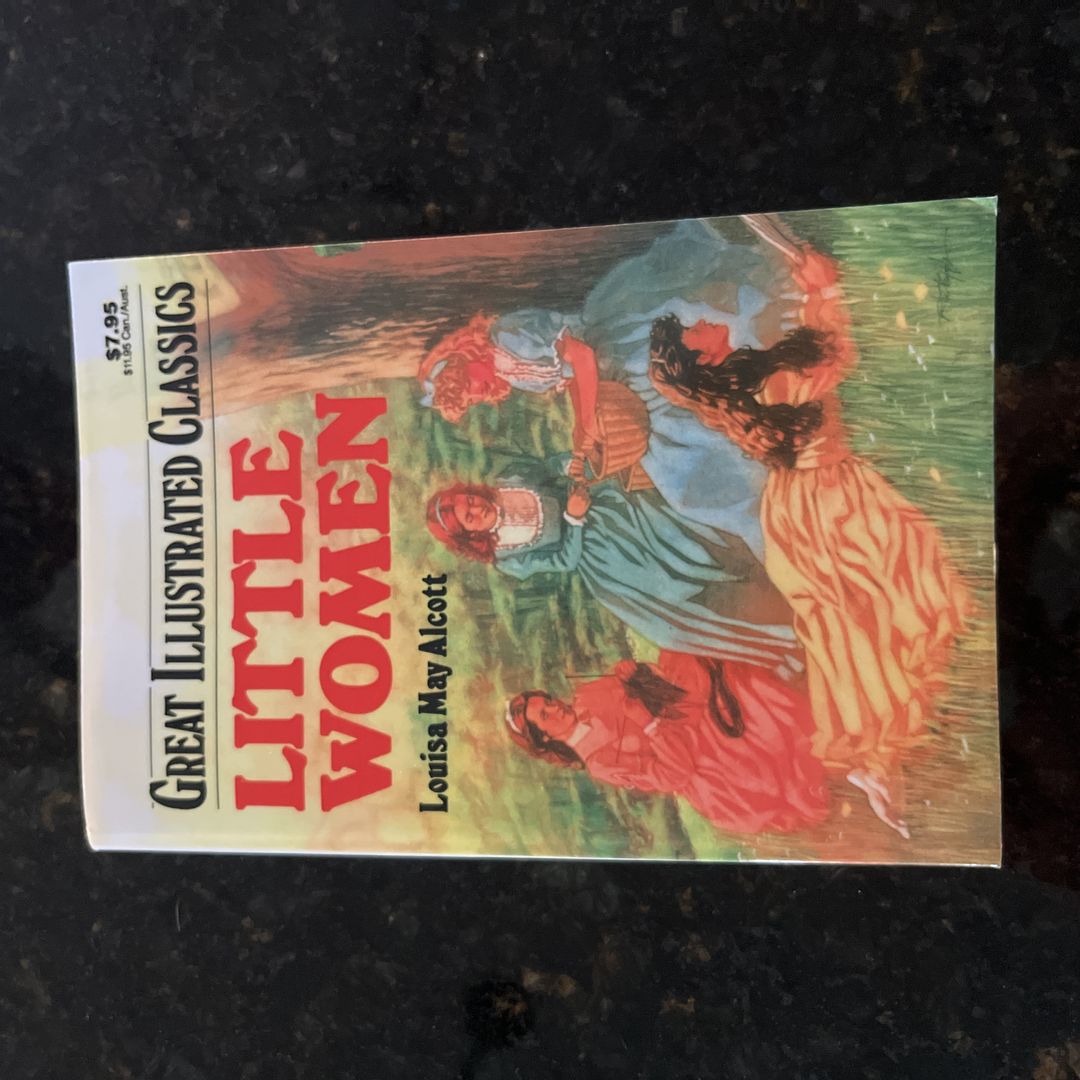 $7.95
$11.95 Can./Aust.
GREAT ILLUSTRATED CLASSICS
LITTLE
WOMEN
Louisa May Alcott